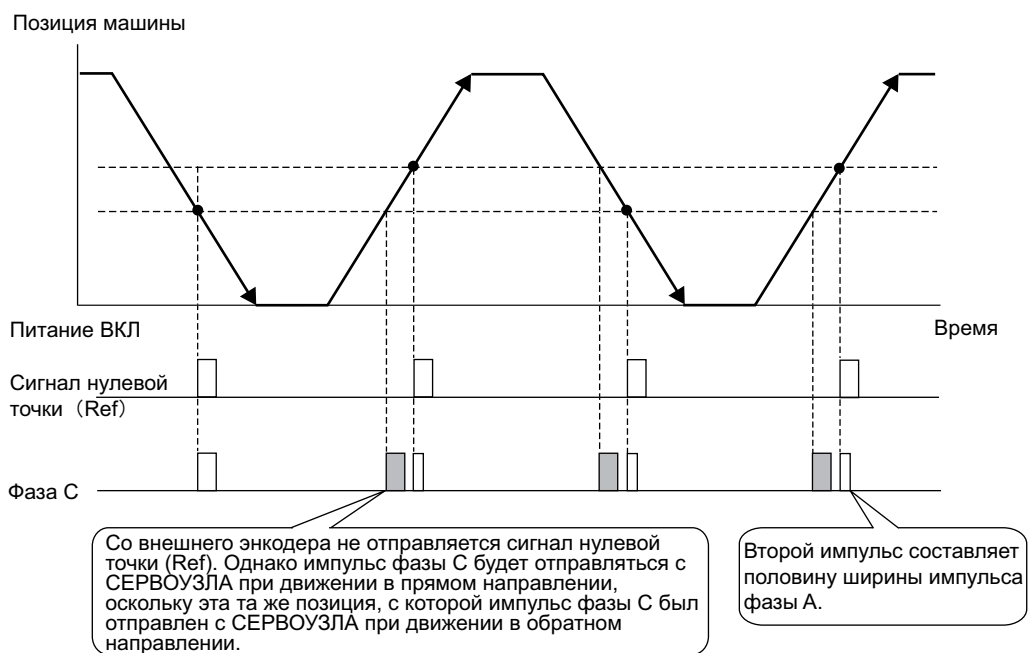 Позиция машины
Питание ВКЛ
Время
Сигнал нулевой
точки（Ref）
Фаза C
Со внешнего энкодера не отправляется сигнал нулевой
точки (Ref). Однако импульс фазы C будет отправляться с
СЕРВОУЗЛА при движении в прямом направлении,
оскольку эта та же позиция, с которой импульс фазы C был
отправлен с СЕРВОУЗЛА при движении в обратном
направлении.
Второй импульс составляет
половину ширины импульса
фазы A.